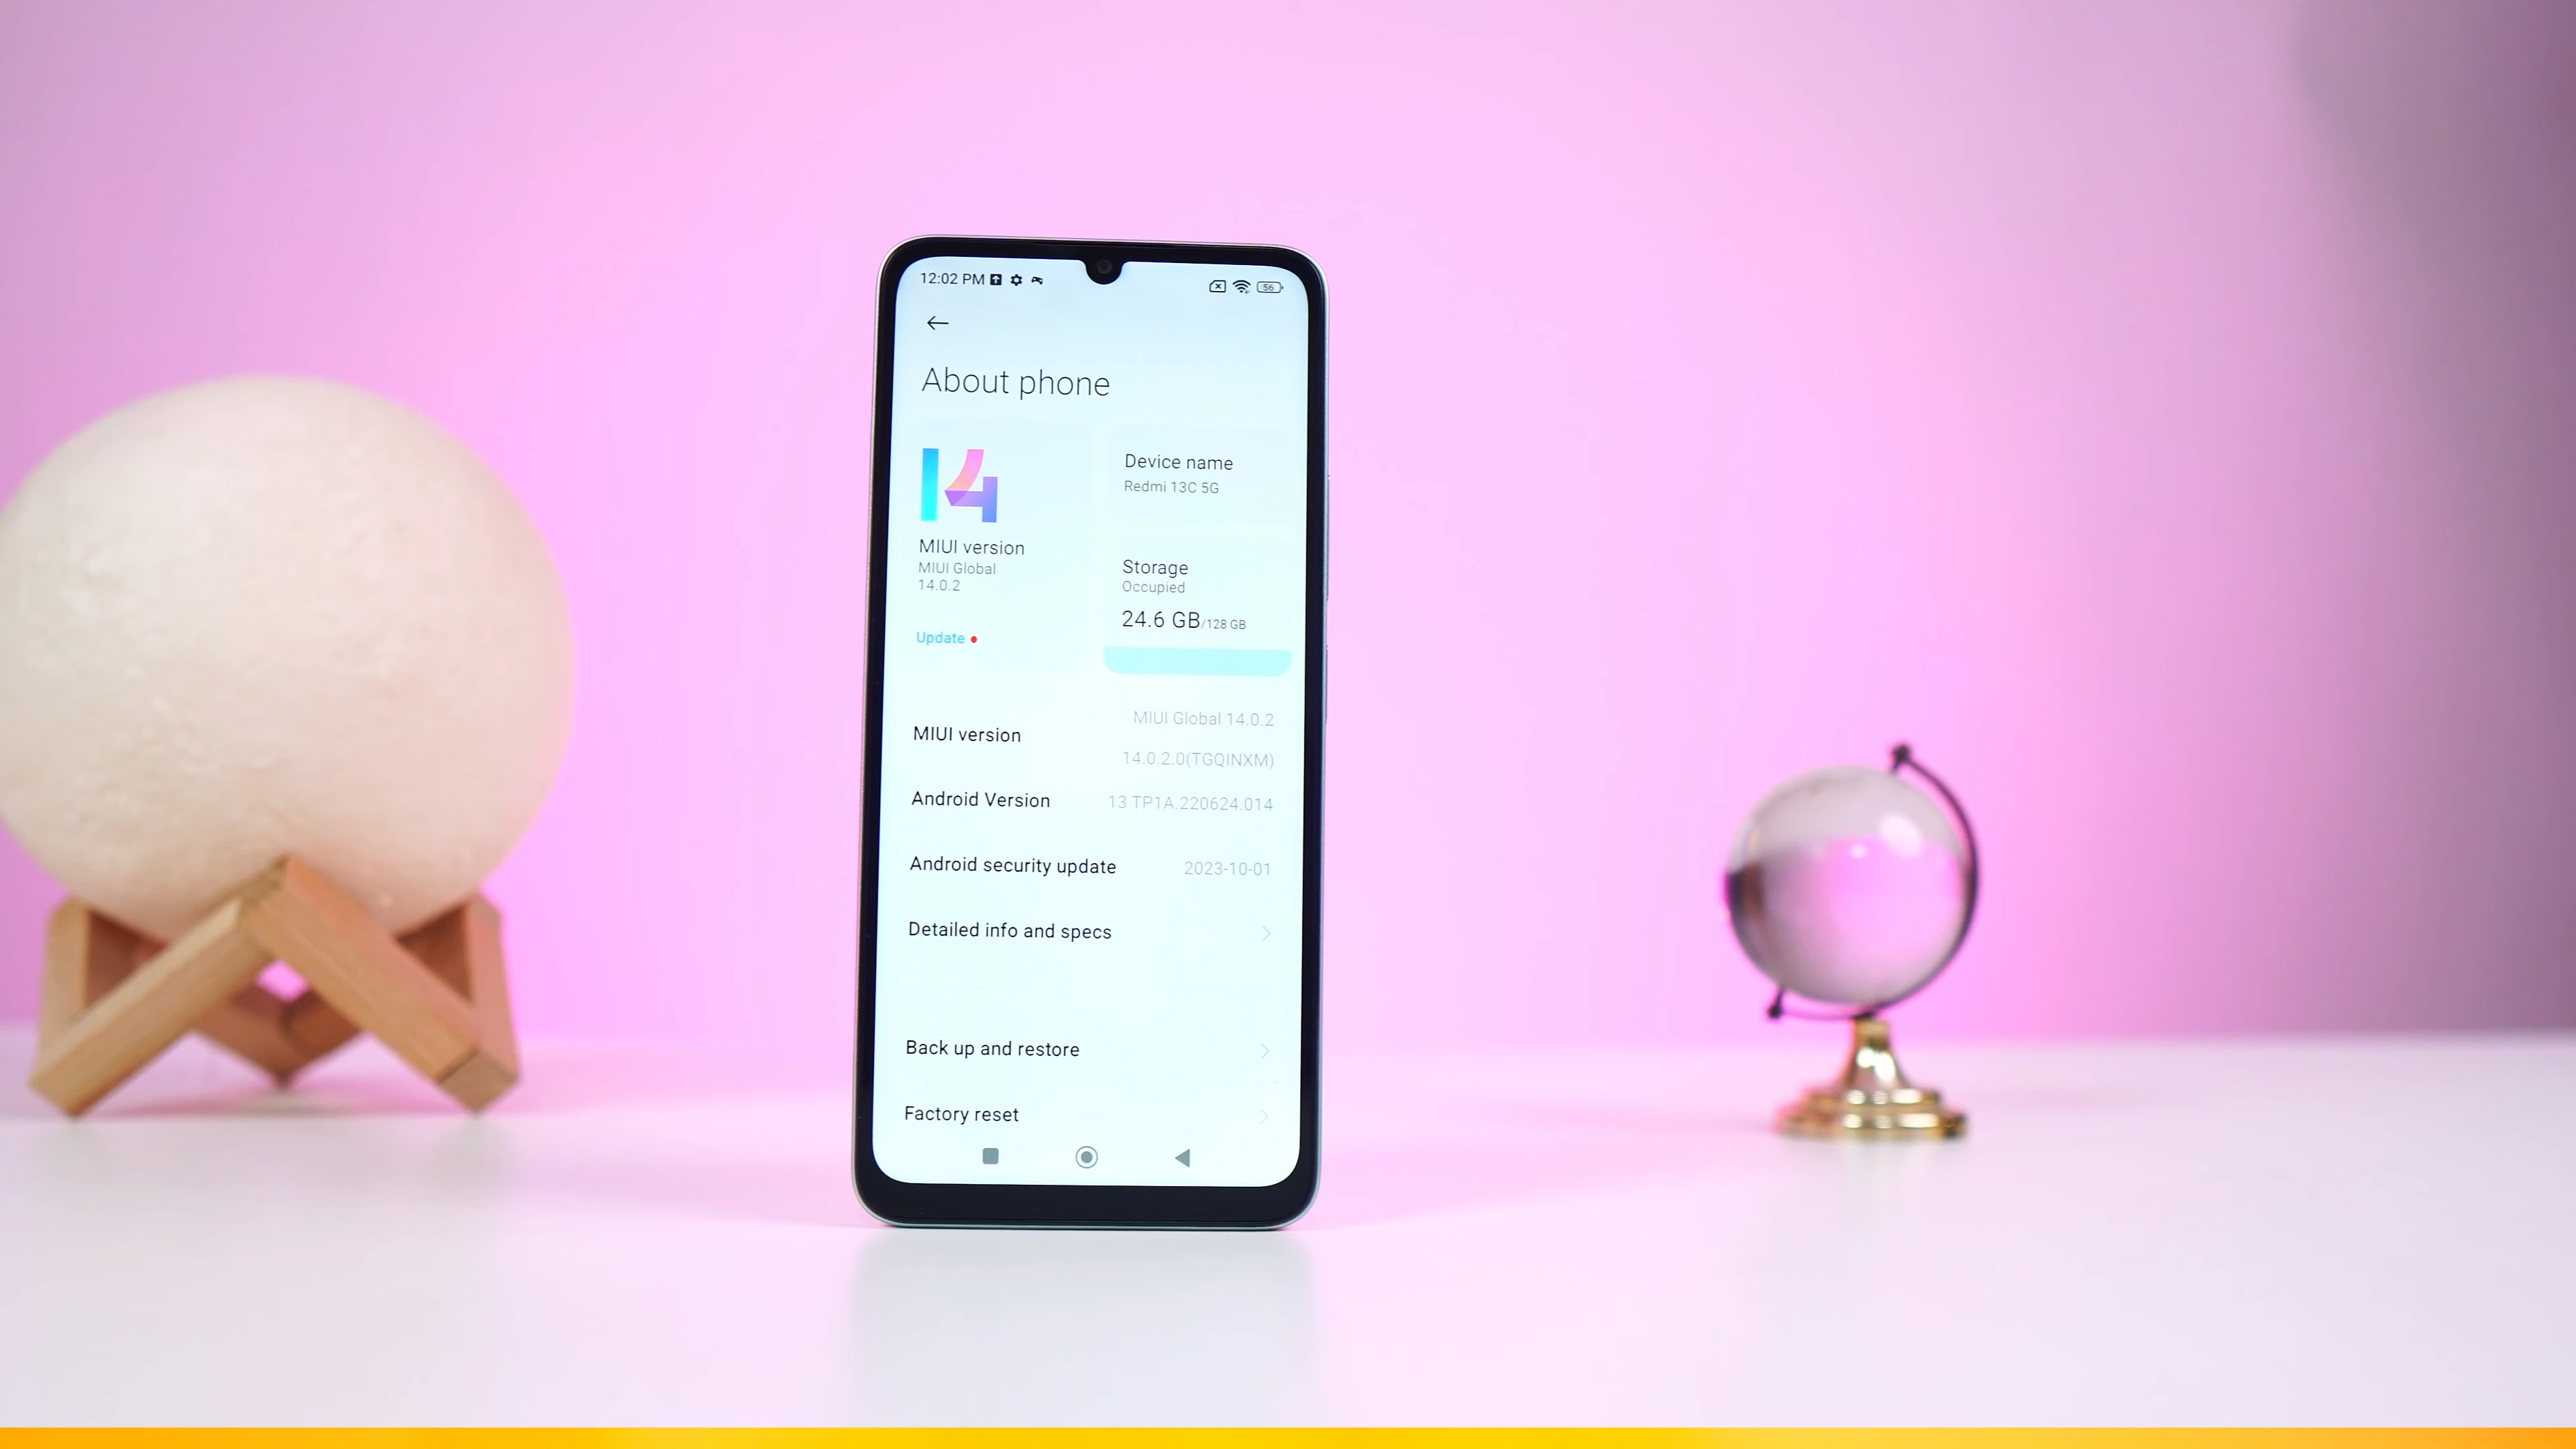 12:02 PM
56
About phone
14
MIUI version
MIUI Global
14.0.2
Update
Device name
Redmi 13C 5G
Storage
Occupied
24.6 GB/128 GB
MIUI version
MIUI Global 14.0.2
14.0.2.0(TGQINXM)
Android Version
13 TP1A.220624.014
Android security update
2023-10-01
Detailed info and specs
Back up and restore
Factory reset